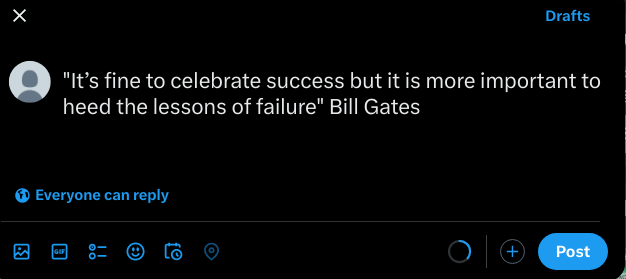 Drafts
"It’s fine to celebrate success but it is more important to
heed the lessons of failure" Bill Gates
Everyone can reply
GIF
Post